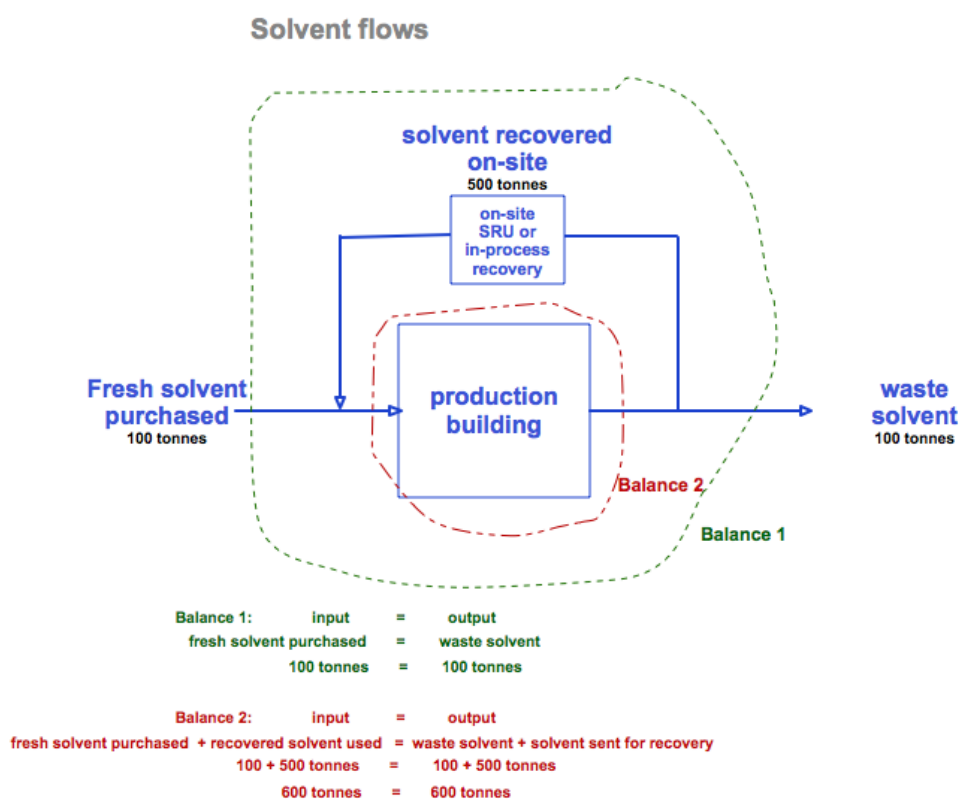 Solvent flows
solvent recovered
on-site
500 tonnes
on-site
SRU or
in-process
recovery
Fresh solvent
purchased
100 tonnes
production
building
waste
solvent
100 tonnes
Balance 2
Balance 1
Balance 1: input = output
fresh solvent purchased = waste solvent
100 tonnes = 100 tonnes
Balance 2: input = output
fresh solvent purchased + recovered solvent used = waste solvent + solvent sent for recovery
100 + 500 tonnes = 100 + 500 tonnes
600 tonnes = 600 tonnes